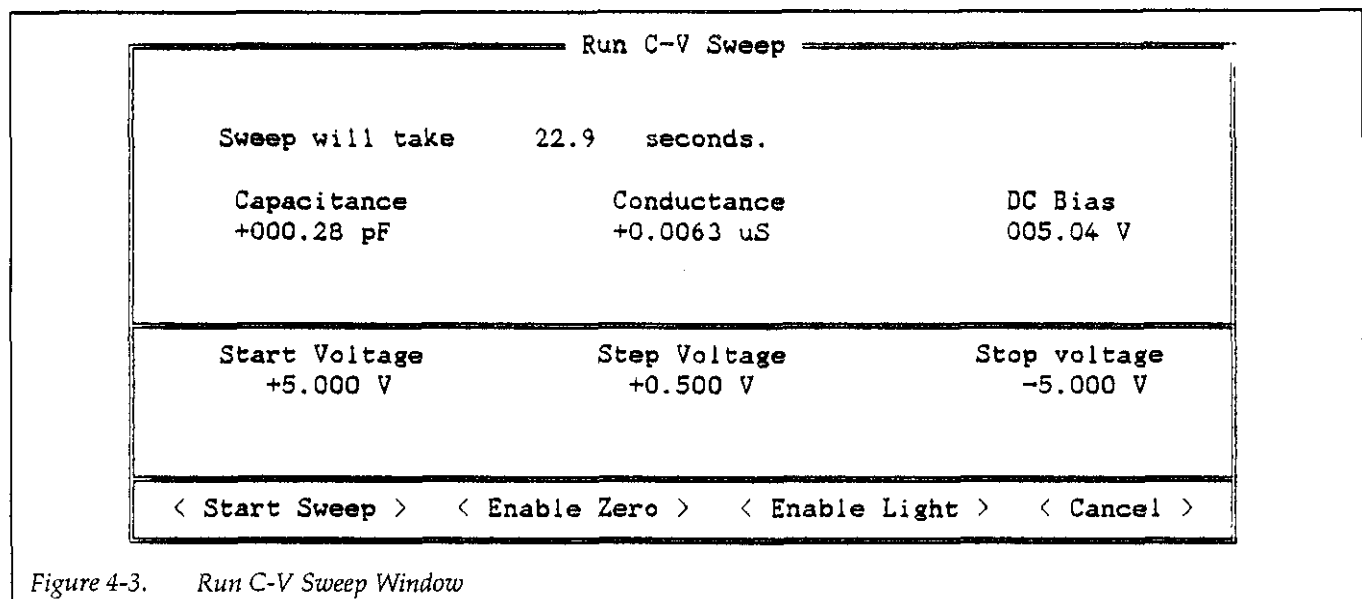 Run C-V Sweep
Sweep will take 22.9 seconds.
Capacitance Conductance DC Bias
+000.28 pF +0.0063 uS 005.04 V
Start Voltage Step Voltage Stop voltage
+5.000 V +0.500 V -5.000 V
< Start Sweep > < Enable Zero > < Enable Light > < Cancel >
Figure 4-3. Run C-V Sweep Window